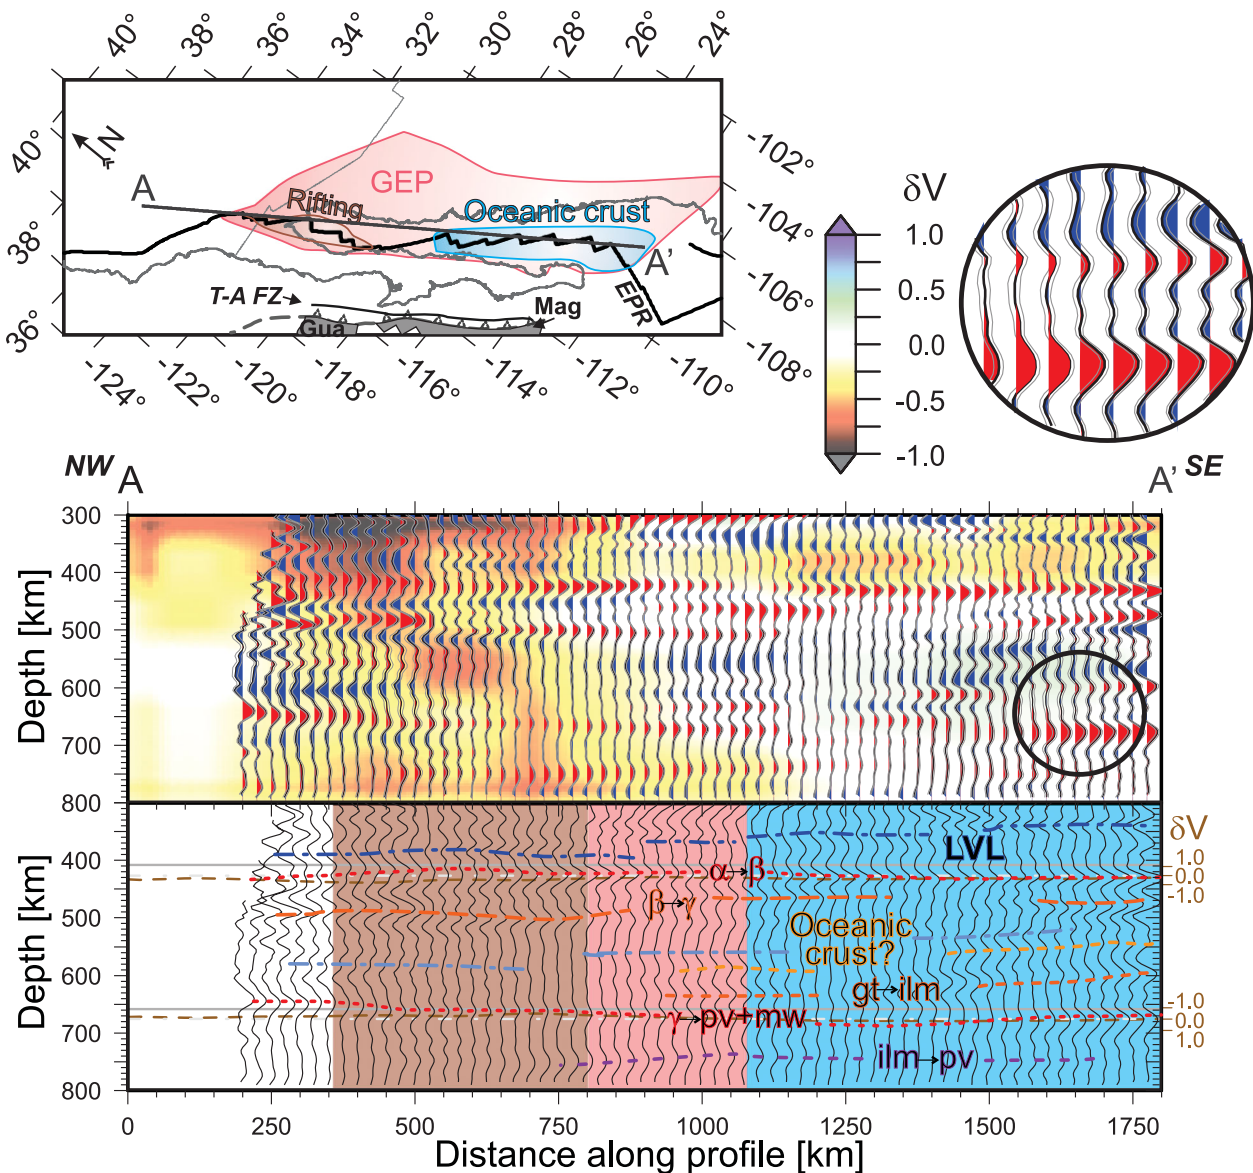 40° 38° 36° 34° 32° 30° 28° 26° 24°
N
40°
38°
36°
A
GEP
Rifting
Oceanic crust
A'
T-A FZ
Mag
Gua
EPR
-102°
-104°
-106°
-108°
-124° -122° -120° -118° -116° -114° -112° -110°
δV
1.0
0..5
0.0
-0.5
-1.0
NW A
A' SE
300
400
500
600
700
800
Depth [km]
400
500
600
700
800
Depth [km]
LVL
α→β
β→γ
Oceanic
crust?
gt→ilm
γ→pv+mw
ilm→pv
δV
1.0
0.0
-1.0
-1.0
0.0
1.0
0 250 500 750 1000 1250 1500 1750
Distance along profile [km]